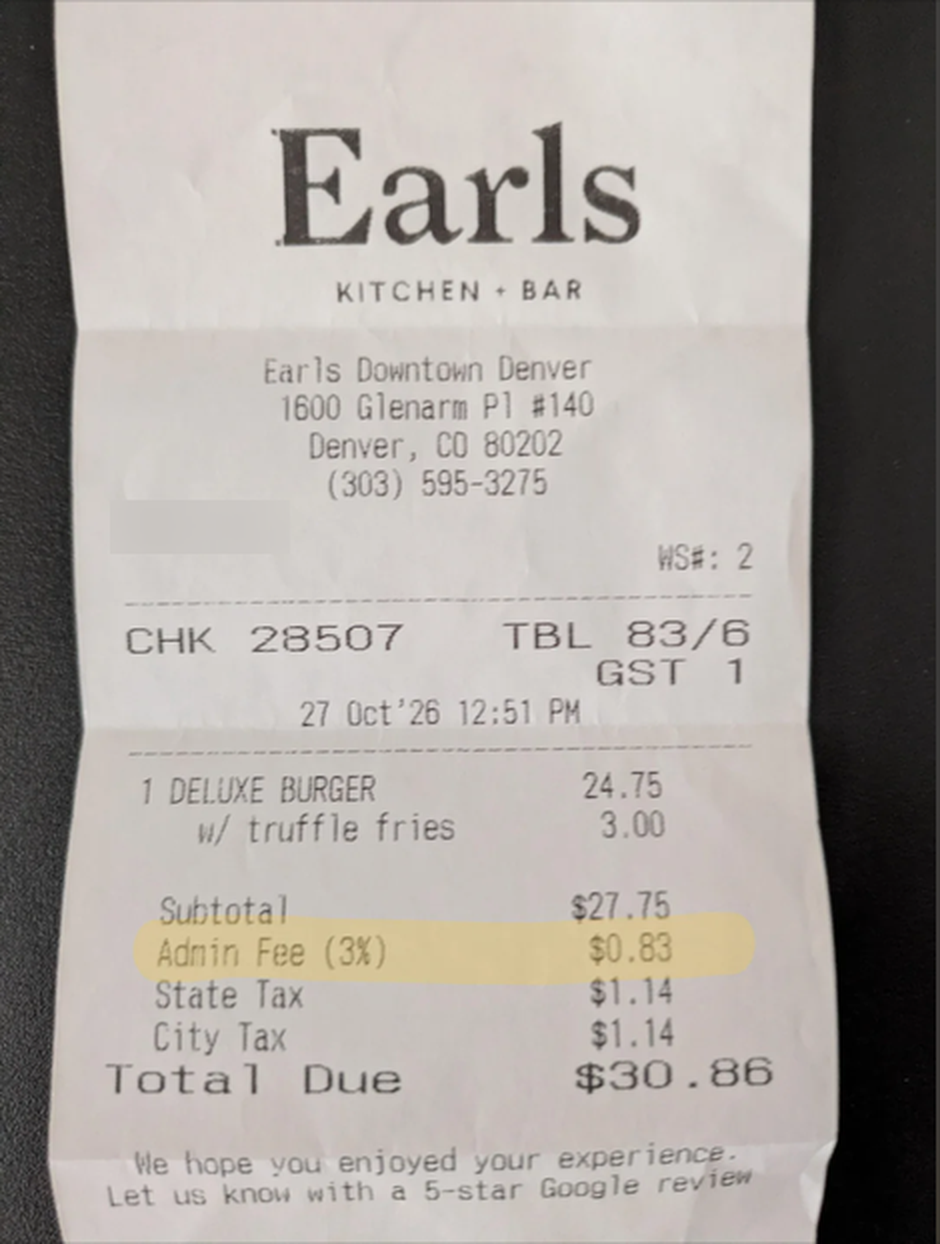 Earls
KITCHEN + BAR
Earls Downtown Denver
1600 Glenarm Pl #140
Denver, CO 80202
(303) 595-3275
WS#: 2
CHK 28507 TBL 83/6
GST 1
27 Oct'26 12:51 PM
1 DELUXE BURGER 24.75
w/ truffle fries 3.00
Subtotal $27.75
Admin Fee (3%) $0.83
State Tax $1.14
City Tax $1.14
Total Due $30.86
We hope you enjoyed your experience.
Let us know with a 5-star Google review